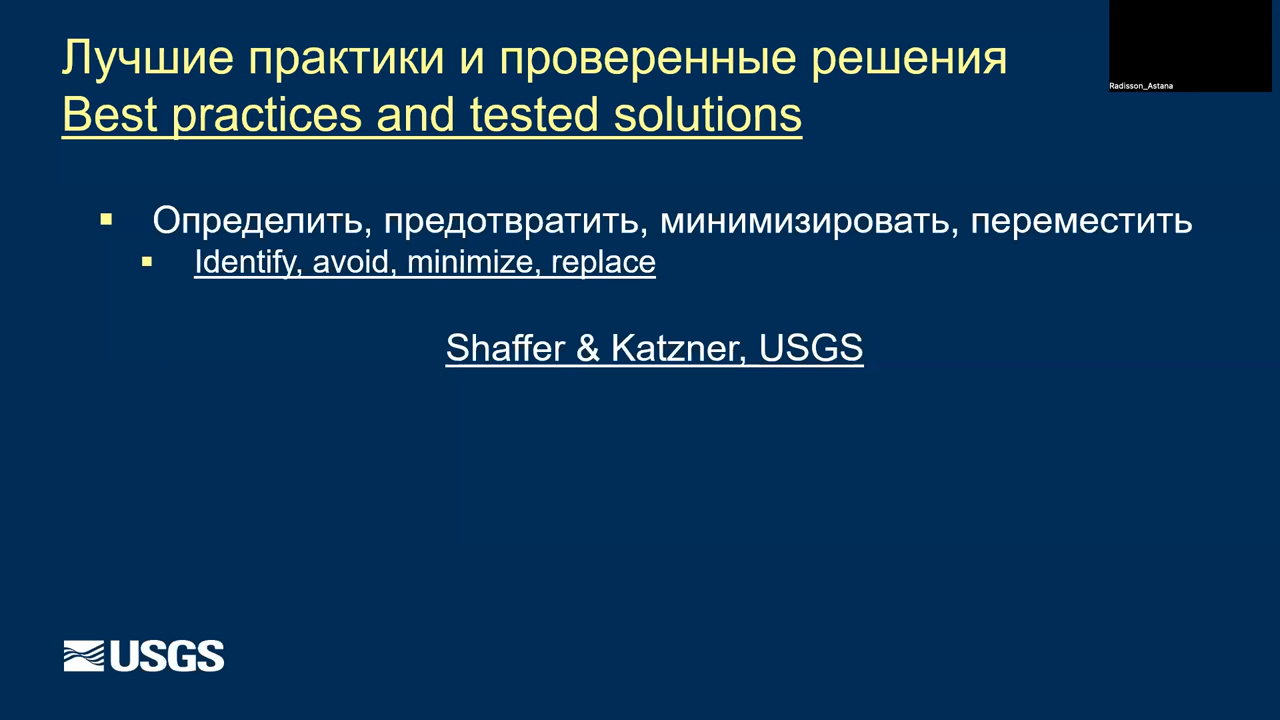 Лучшие практики и проверенные решения
Best practices and tested solutions
Radisson_Astana
Определить, предотвратить, минимизировать, переместить
Identify, avoid, minimize, replace
Shaffer & Katzner, USGS
USGS